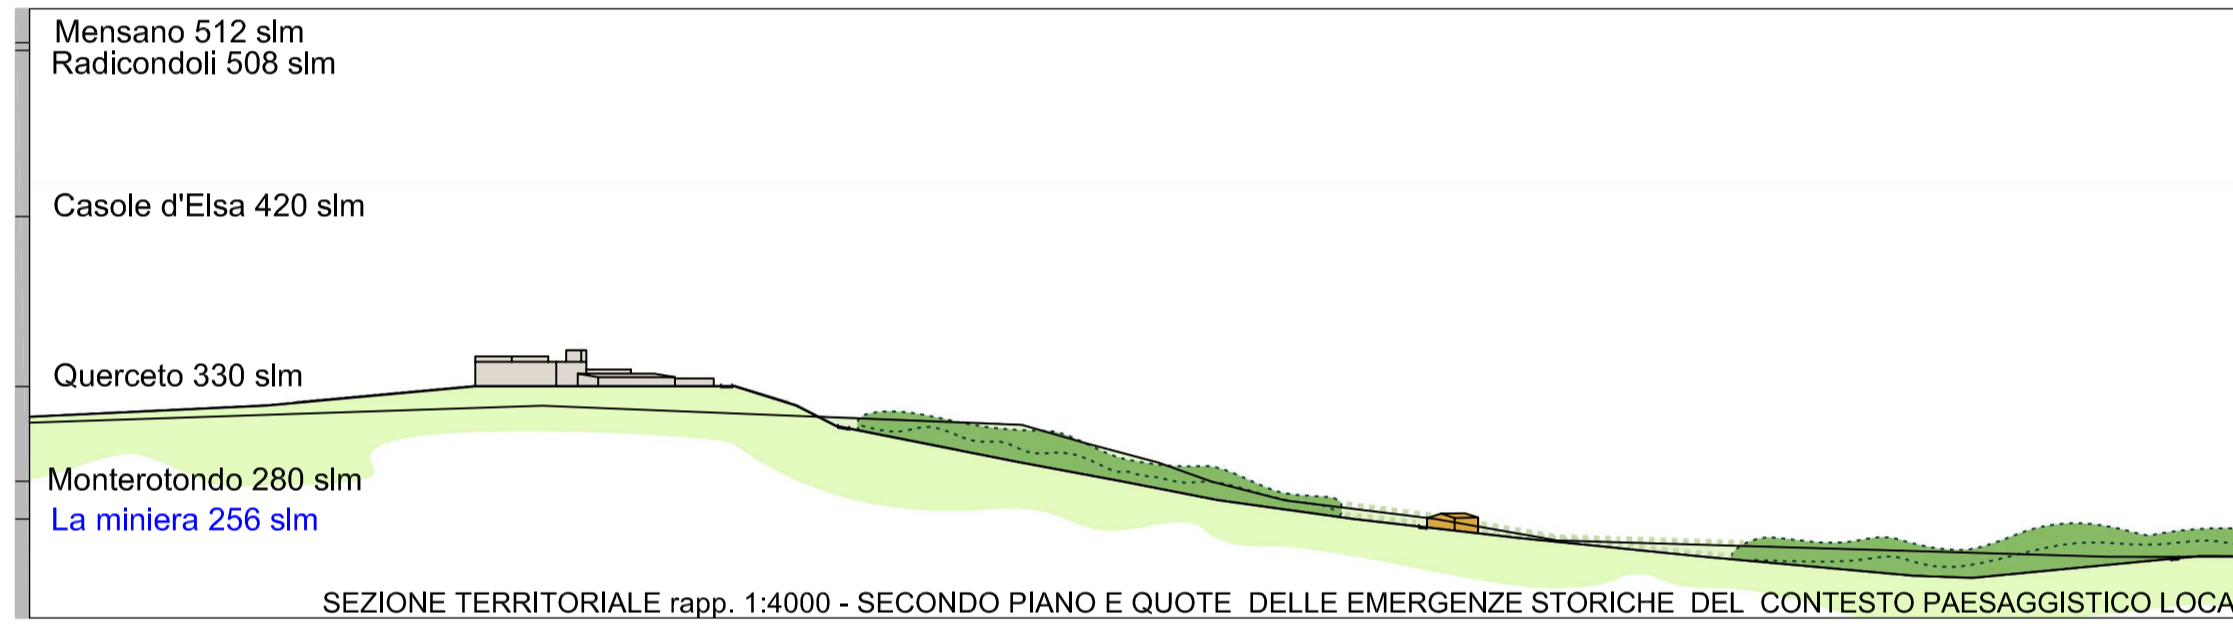 Mensano 512 slm
Radicondoli 508 slm
Casole d'Elsa 420 slm
Querceto 330 slm
Monterotondo 280 slm
La miniera 256 slm
SEZIONE TERRITORIALE rapp. 1:4000 - SECONDO PIANO E QUOTE DELLE EMERGENZE STORICHE DEL CONTESTO PAESAGGISTICO LOCA